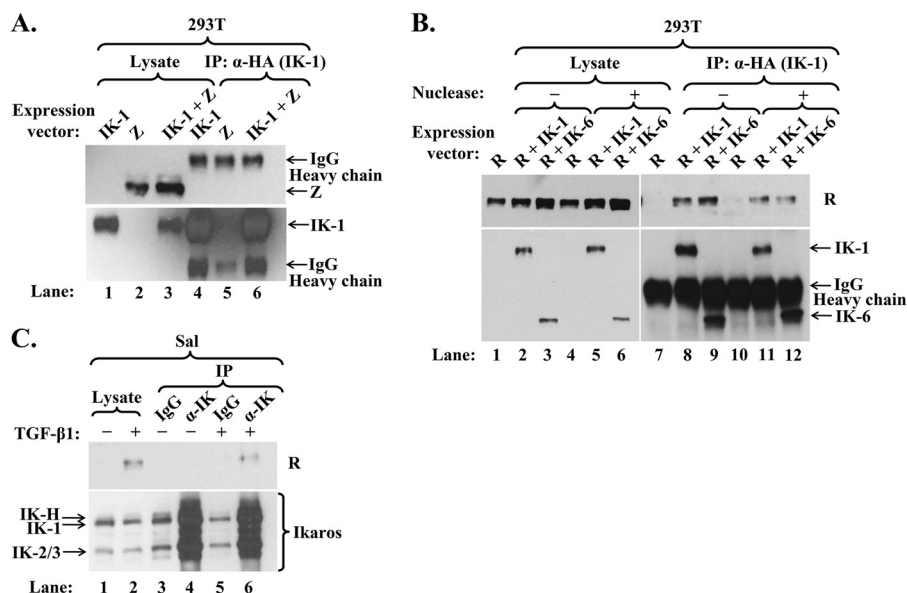 A.
293T
Lysate
IP: α-HA (IK-1)
Expression vector:
IK-1
Z
IK-1 + Z
IK-1
Z
IK-1 + Z
IgG
Heavy chain
Z
IK-1
IgG
Heavy chain
Lane: 1 2 3 4 5 6
B.
293T
Lysate
IP: α-HA (IK-1)
Nuclease: − + − +
Expression vector:
R
R + IK-1
R + IK-6
R
R + IK-1
R + IK-6
R
R + IK-1
R + IK-6
R
R + IK-1
R + IK-6
R
IK-1
IgG
Heavy chain
IK-6
Lane: 1 2 3 4 5 6 7 8 9 10 11 12
C.
Sal
IP
Lysate
IgG
α-IK
IgG
α-IK
TGF-β1: − + − − + +
R
IK-H
IK-1
IK-2/3
Ikaros
Lane: 1 2 3 4 5 6